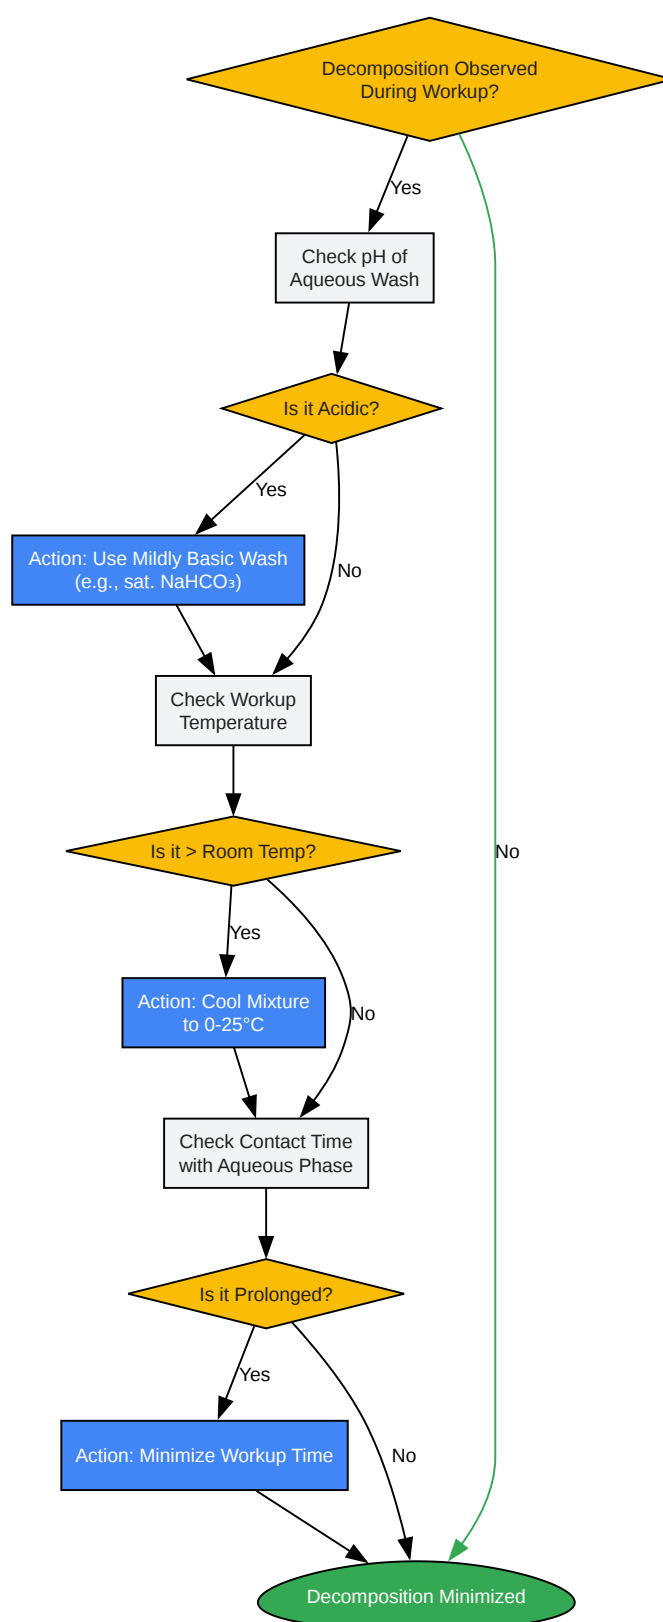 Decomposition Observed
During Workup?
Yes
Check pH of
Aqueous Wash
Is it Acidic?
Yes
Action: Use Mildly Basic Wash
(e.g., sat. NaHCO₃)
No
Check Workup
Temperature
Is it > Room Temp?
No
Yes
Action: Cool Mixture
to 0-25°C
No
Check Contact Time
with Aqueous Phase
Is it Prolonged?
Yes
Action: Minimize Workup Time
No
Decomposition Minimized